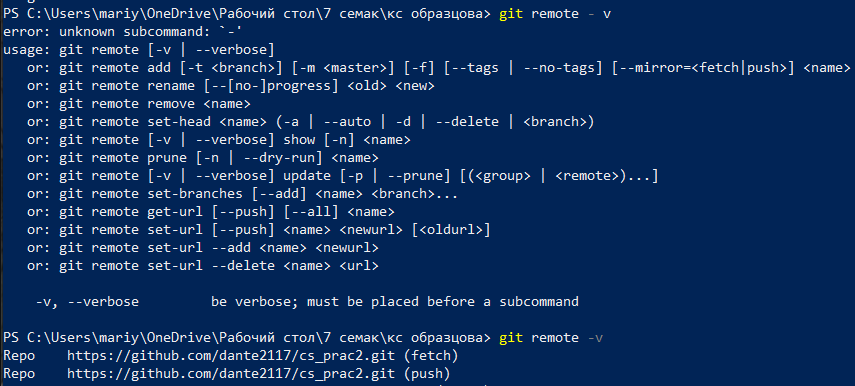 PS C:\Users\mariy\OneDrive\Рабочий стол\7 семак\кс образцова> git remote - v
error: unknown subcommand: `-'
usage: git remote [-v | --verbose]
   or: git remote add [-t <branch>] [-m <master>] [-f] [--tags | --no-tags] [--mirror=<fetch|push>] <name>
   or: git remote rename [--[no-]progress] <old> <new>
   or: git remote remove <name>
   or: git remote set-head <name> (-a | --auto | -d | --delete | <branch>)
   or: git remote [-v | --verbose] show [-n] <name>
   or: git remote prune [-n | --dry-run] <name>
   or: git remote [-v | --verbose] update [-p | --prune] [(<group> | <remote>)...]
   or: git remote set-branches [--add] <name> <branch>...
   or: git remote get-url [--push] [--all] <name>
   or: git remote set-url [--push] <name> <newurl> [<oldurl>]
   or: git remote set-url --add <name> <newurl>
   or: git remote set-url --delete <name> <url>

    -v, --verbose         be verbose; must be placed before a subcommand

PS C:\Users\mariy\OneDrive\Рабочий стол\7 семак\кс образцова> git remote -v
Repo    https://github.com/dante2117/cs_prac2.git (fetch)
Repo    https://github.com/dante2117/cs_prac2.git (push)